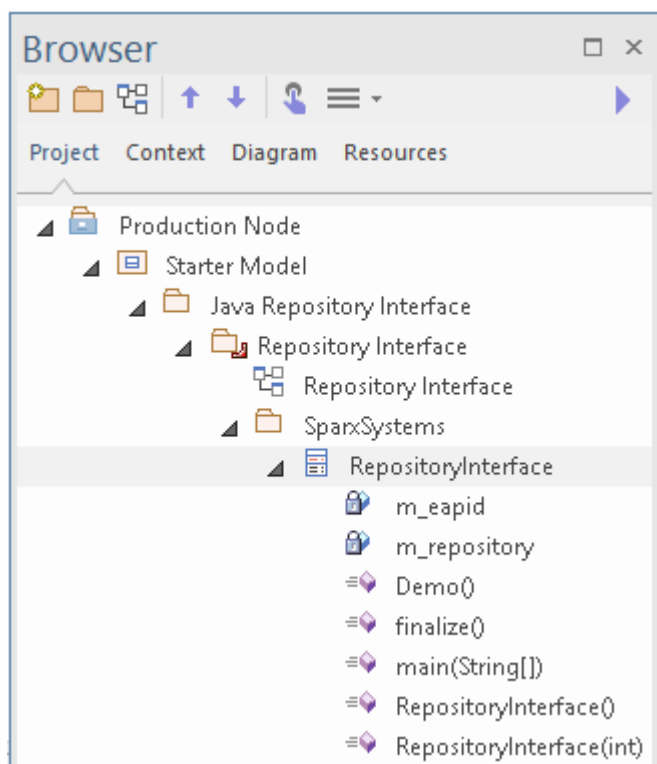 Browser
Project Context Diagram Resources
Production Node
Starter Model
Java Repository Interface
Repository Interface
Repository Interface
SparxSystems
RepositoryInterface
m_eapid
m_repository
Demo()
finalize()
main(String[])
RepositoryInterface()
RepositoryInterface(int)